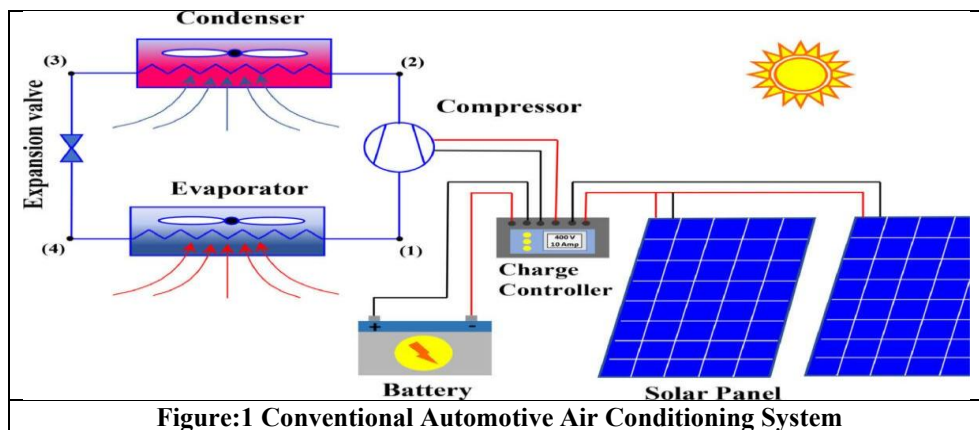 Condenser
(3)
(2)
Compressor
Expansion valve
Evaporator
(4)
(1)
400 V
10 Amp
Charge
Controller
+
-
Battery
Solar Panel
Figure:1 Conventional Automotive Air Conditioning System